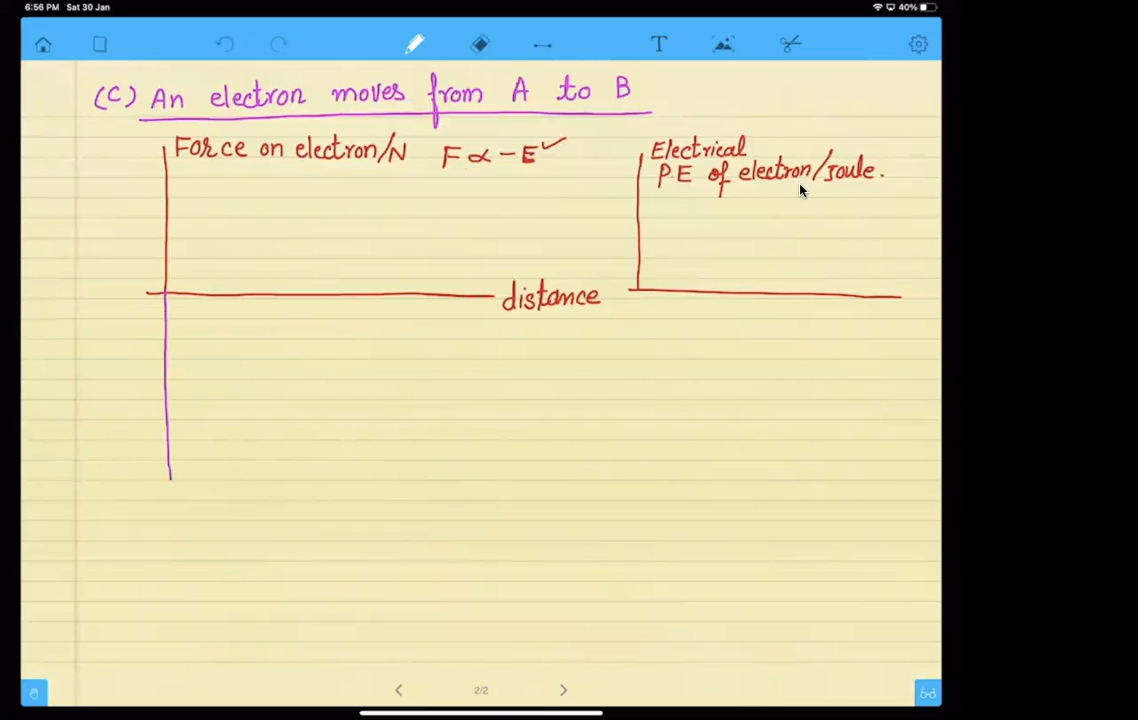 6:56 PM Sat 30 Jan
40%
T
(C) An electron moves from A to B
Force on electron/N F ∝ - E ✓
Electrical
P.E of electron/Joule.
distance
2/2